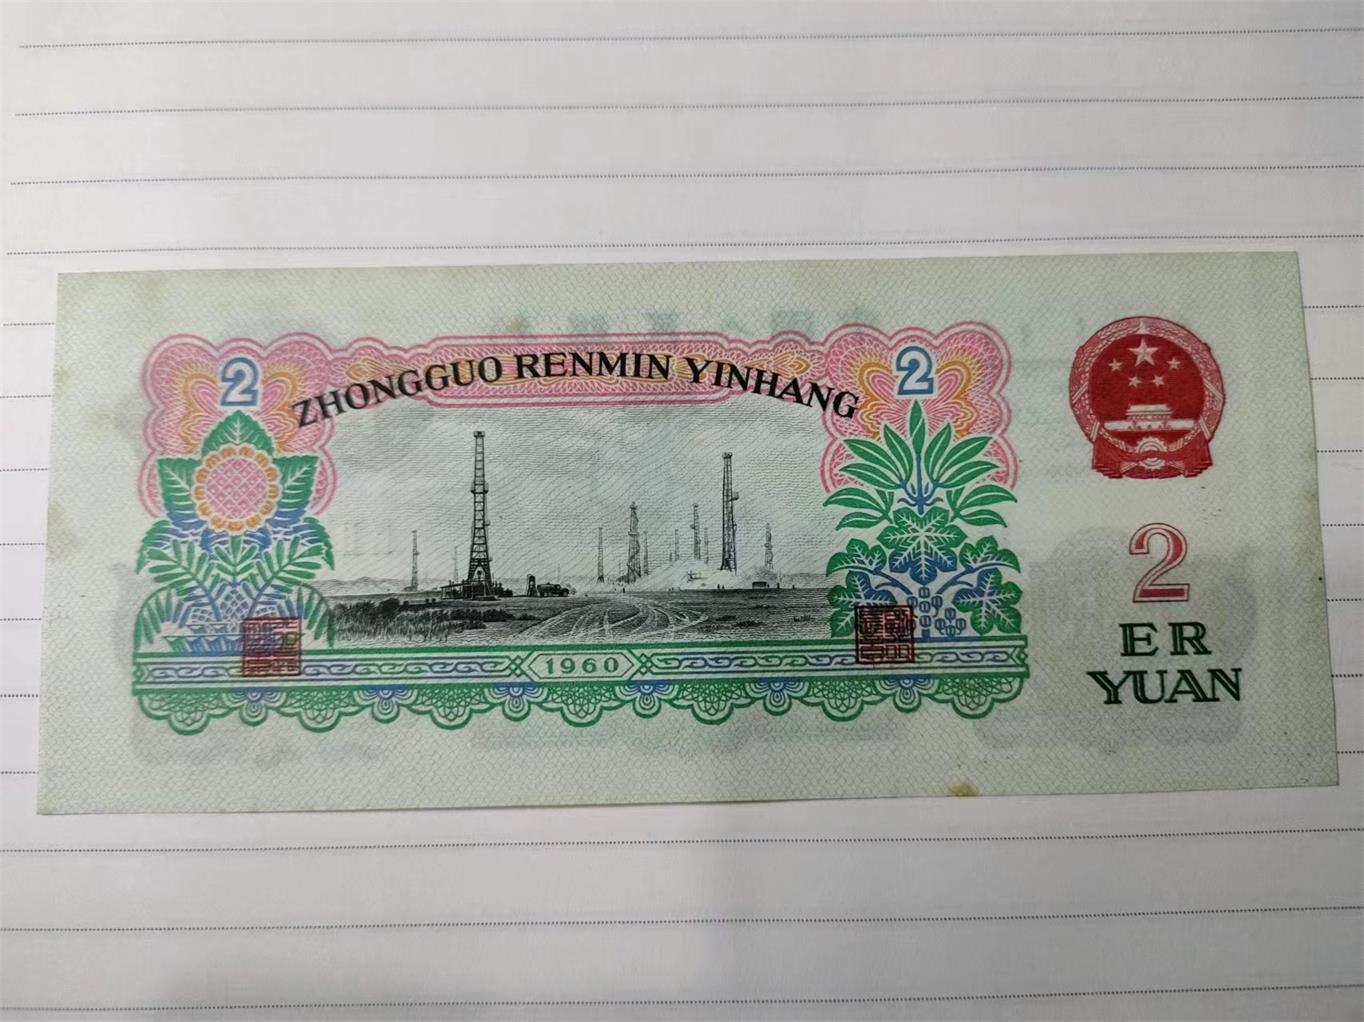 2
ZHONGGUO RENMIN YINHANG
2
1960
2
ER
YUAN